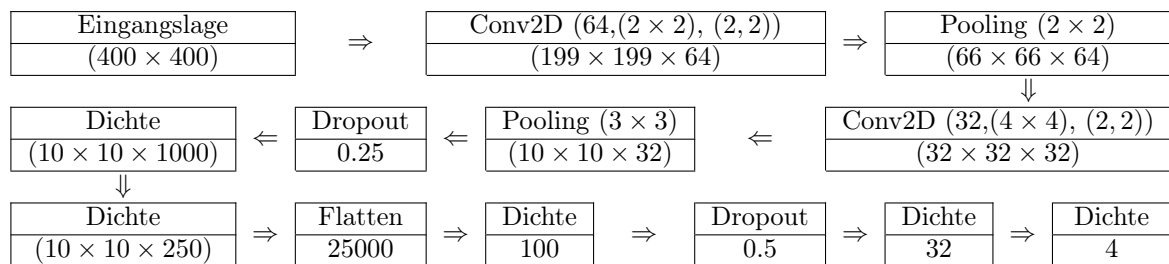 Eingangslage ⇒ Conv2D (64,(2 × 2), (2, 2)) ⇒ Pooling (2 × 2)
(400 × 400) (199 × 199 × 64) (66 × 66 × 64)
⇓
Dichte ⇐ Dropout ⇐ Pooling (3 × 3) ⇐ Conv2D (32,(4 × 4), (2, 2))
(10 × 10 × 1000) 0.25 (10 × 10 × 32) (32 × 32 × 32)
⇓
Dichte ⇒ Flatten ⇒ Dichte ⇒ Dropout ⇒ Dichte ⇒ Dichte
(10 × 10 × 250) 25000 100 0.5 32 4